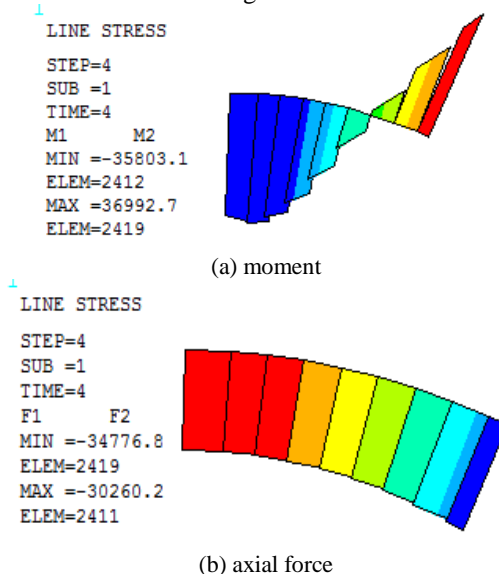 LINE STRESS
STEP=4
SUB =1
TIME=4
M1 M2
MIN =-35803.1
ELEM=2412
MAX =36992.7
ELEM=2419
(a) moment
LINE STRESS
STEP=4
SUB =1
TIME=4
F1 F2
MIN =-34776.8
ELEM=2419
MAX =-30260.2
ELEM=2411
(b) axial force